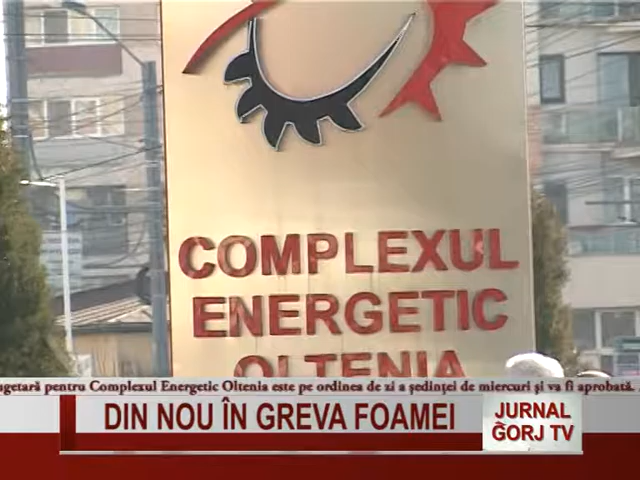 COMPLEXUL
ENERGETIC
OLTENIA
pentru Complexul Energetic Oltenia este pe ordinea de zi a ședinței de miercuri și va fi aprobată.
DIN NOU ÎN GREVA FOAMEI
JURNAL
GORJ TV